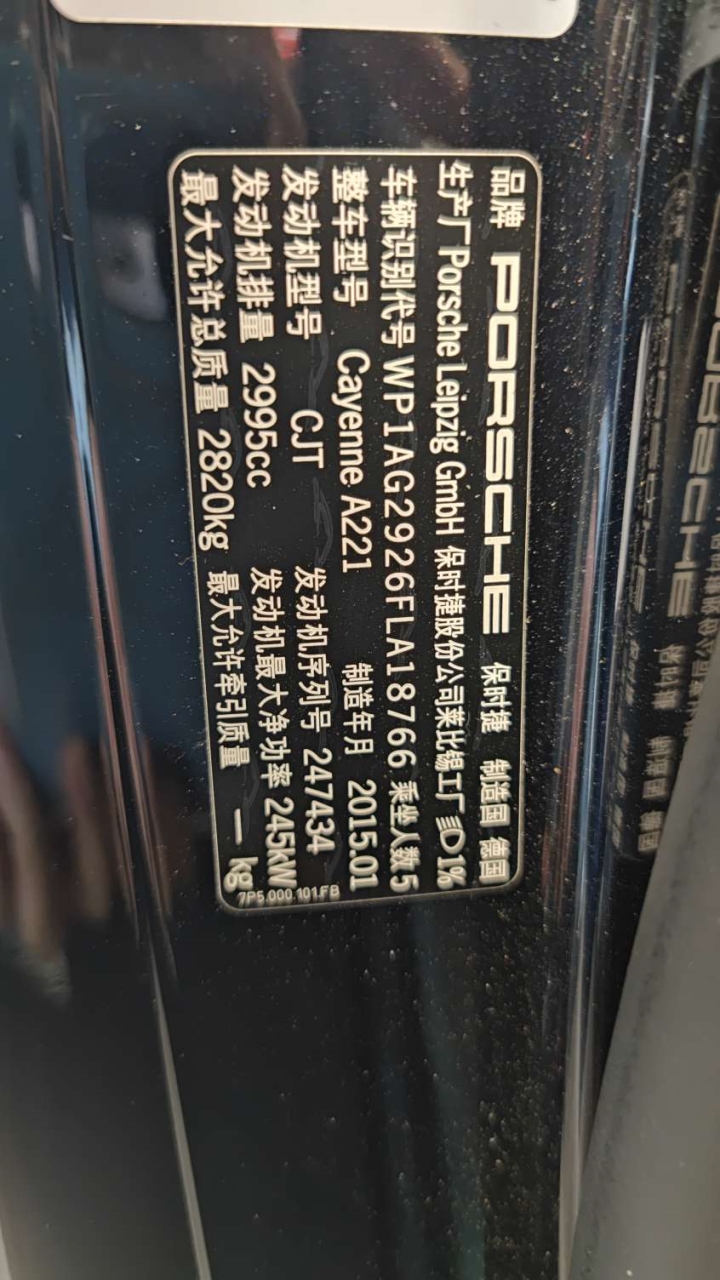 品牌 PORSCHE 保时捷 制造国 德国
生产厂 Porsche Leipzig GmbH 保时捷股份公司莱比锡工厂 1%
车辆识别代号 WP1AG2926FLA18766 乘坐人数 5
整车型号 Cayenne A221 制造年月 2015.01
发动机型号 CJT 发动机序列号 247434
发动机排量 2995cc 发动机最大净功率 245kW
最大允许总质量 2820kg 最大允许牵引质量 — kg
7P5.000.101.FB